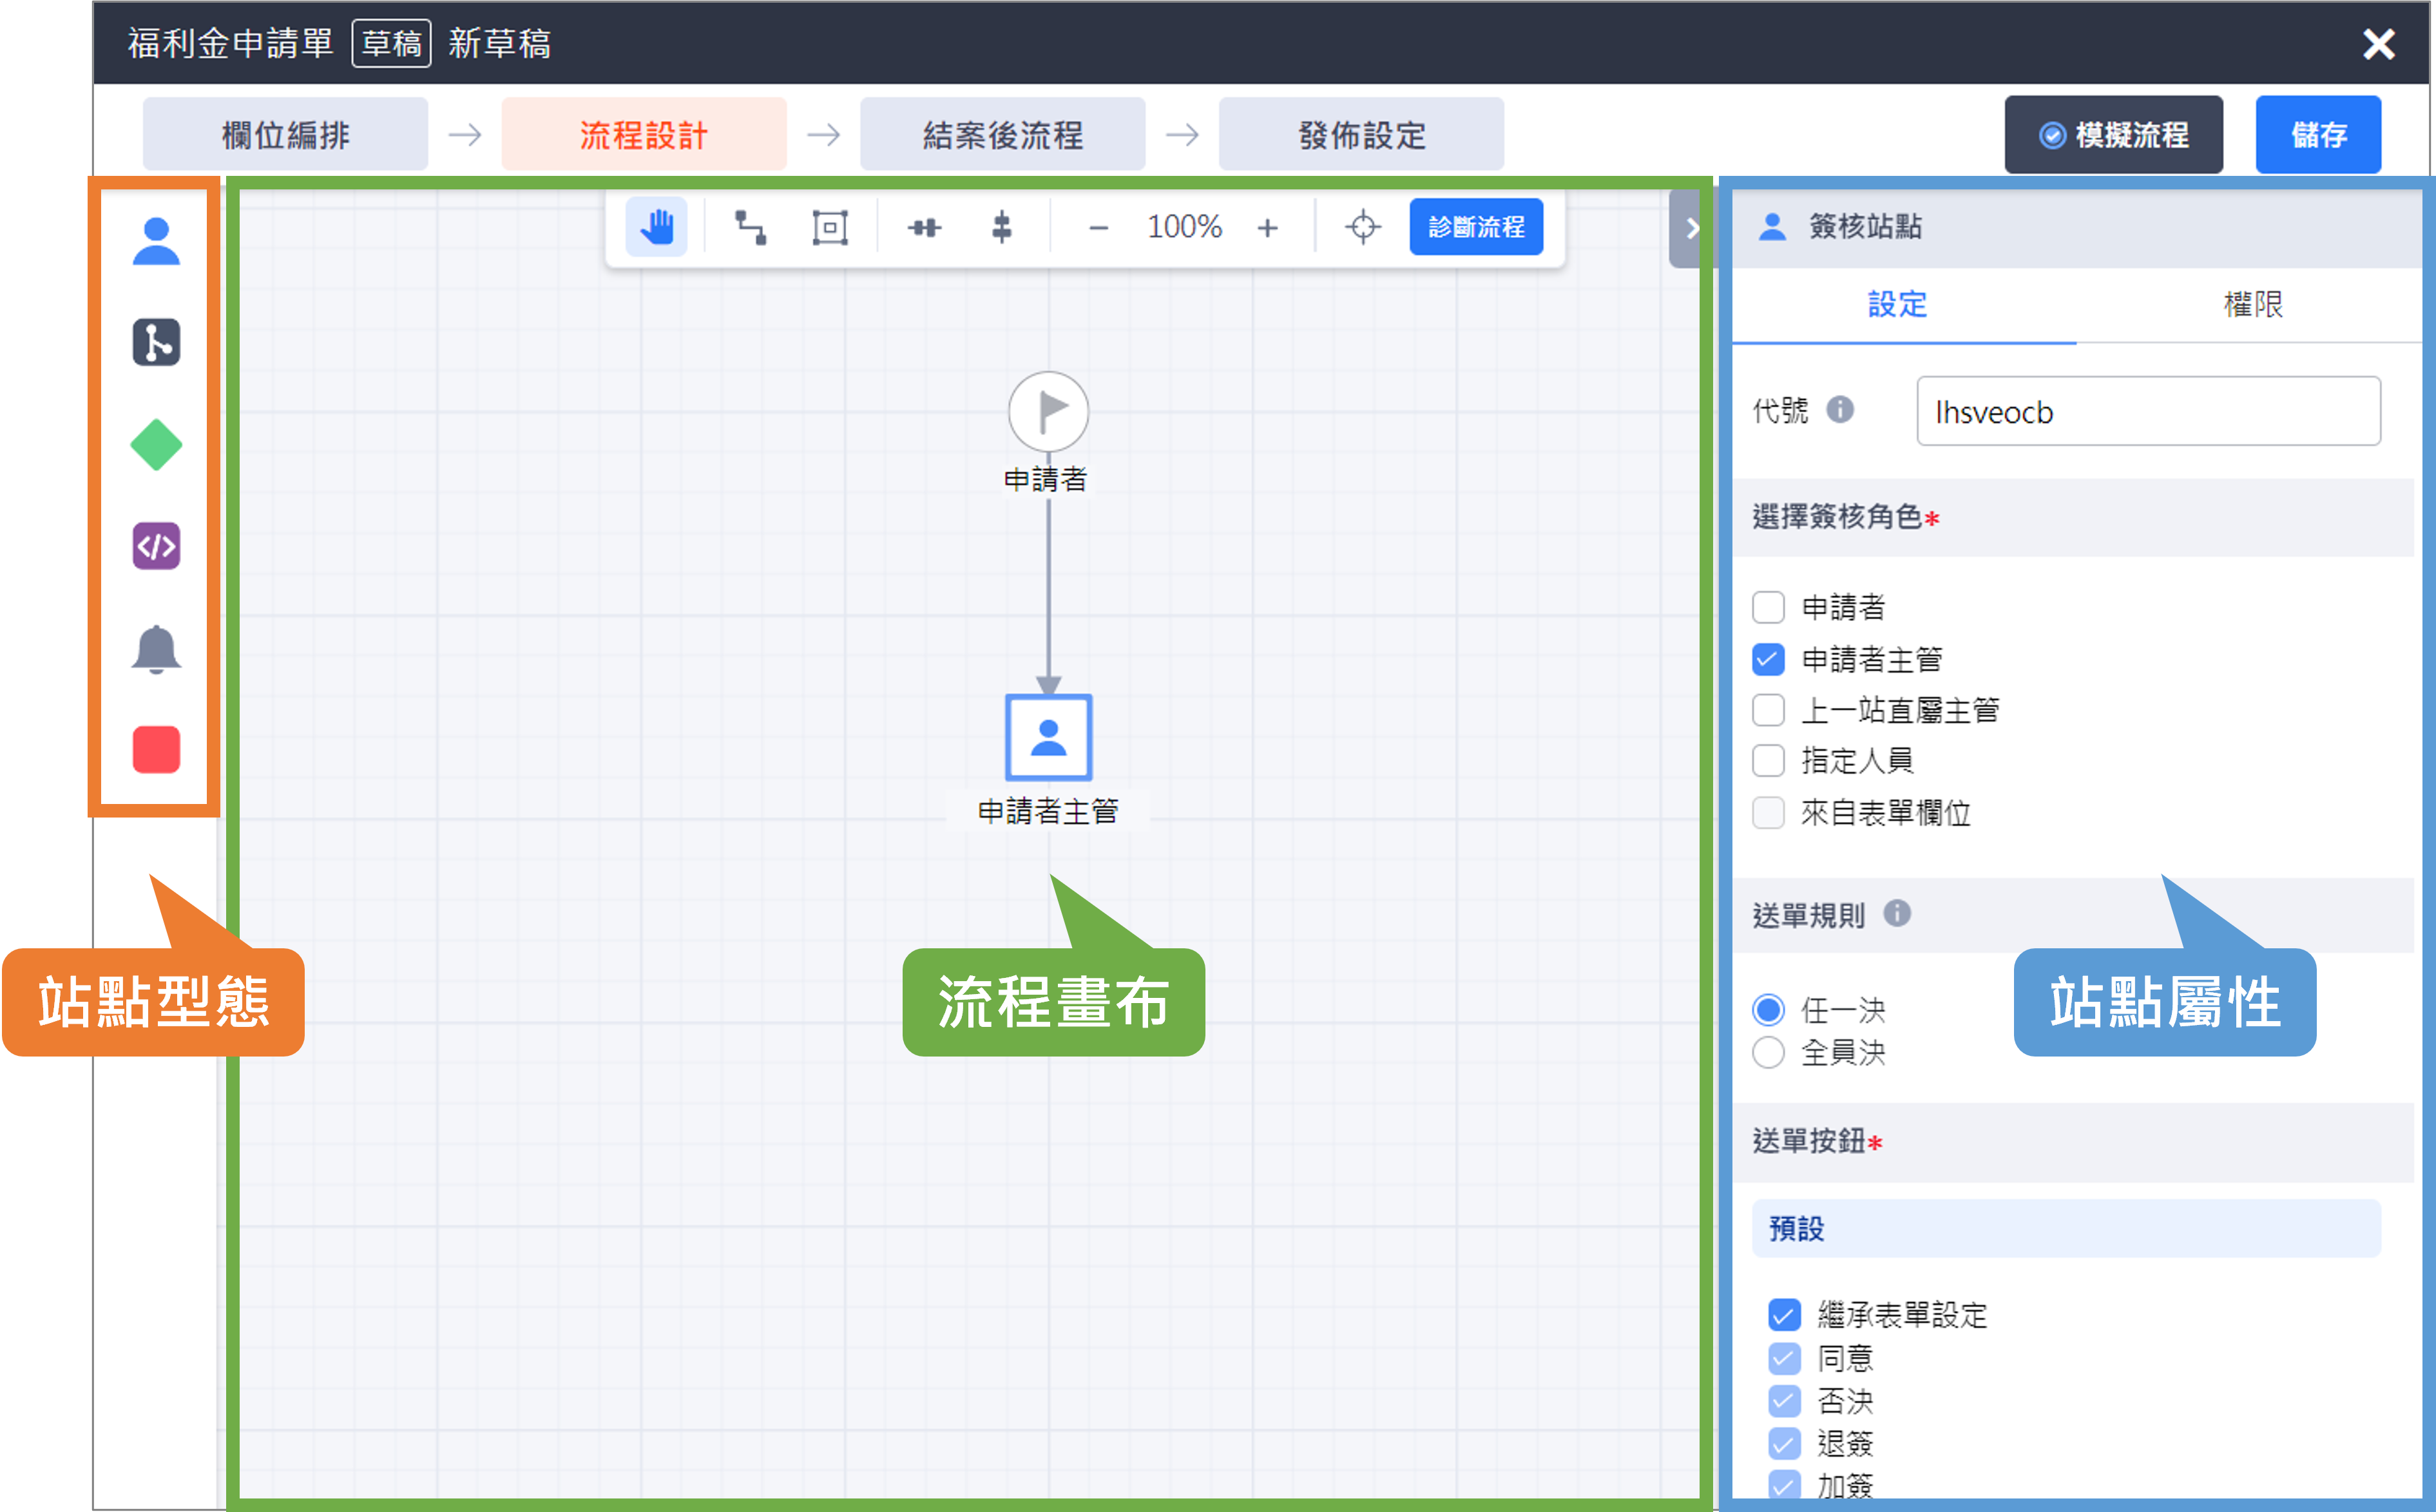 福利金申請單 草稿 新草稿
欄位編排 流程設計 結案後流程 發佈設定 模擬流程 儲存
100% 診斷流程
申請者
申請者主管
站點型態
流程畫布
簽核站點
設定 權限
代號 lhsveocb
選擇簽核角色*
申請者
申請者主管
上一站直屬主管
指定人員
來自表單欄位
送單規則
站點屬性
任一決
全員決
送單按鈕*
預設
繼承表單設定
同意
否決
退簽
加簽